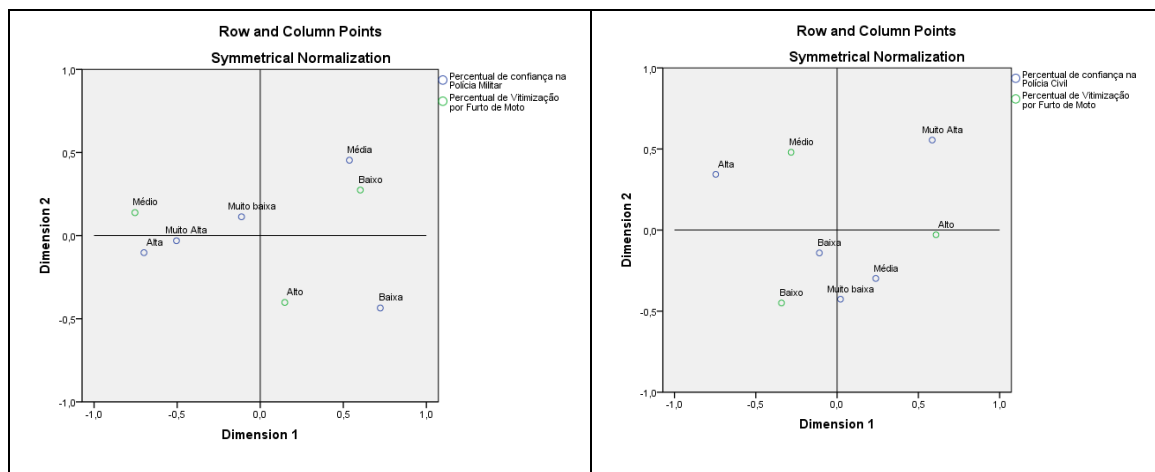 Row and Column Points
Symmetrical Normalization
Percentual de confiança na
Polícia Militar
Percentual de Vitimização
por Furto de Moto
1,0
0,5
0,0
-0,5
-1,0
Dimension 2
Média
Baixo
Médio
Muito baixa
Muito Alta
Alta
Alto
Baixa
-1,0 -0,5 0,0 0,5 1,0
Dimension 1
Row and Column Points
Symmetrical Normalization
Percentual de confiança na
Polícia Civil
Percentual de Vitimização
por Furto de Moto
1,0
0,5
0,0
-0,5
-1,0
Dimension 2
Muito Alta
Médio
Alta
Alto
Baixa
Média
Muito baixa
Baixo
-1,0 -0,5 0,0 0,5 1,0
Dimension 1